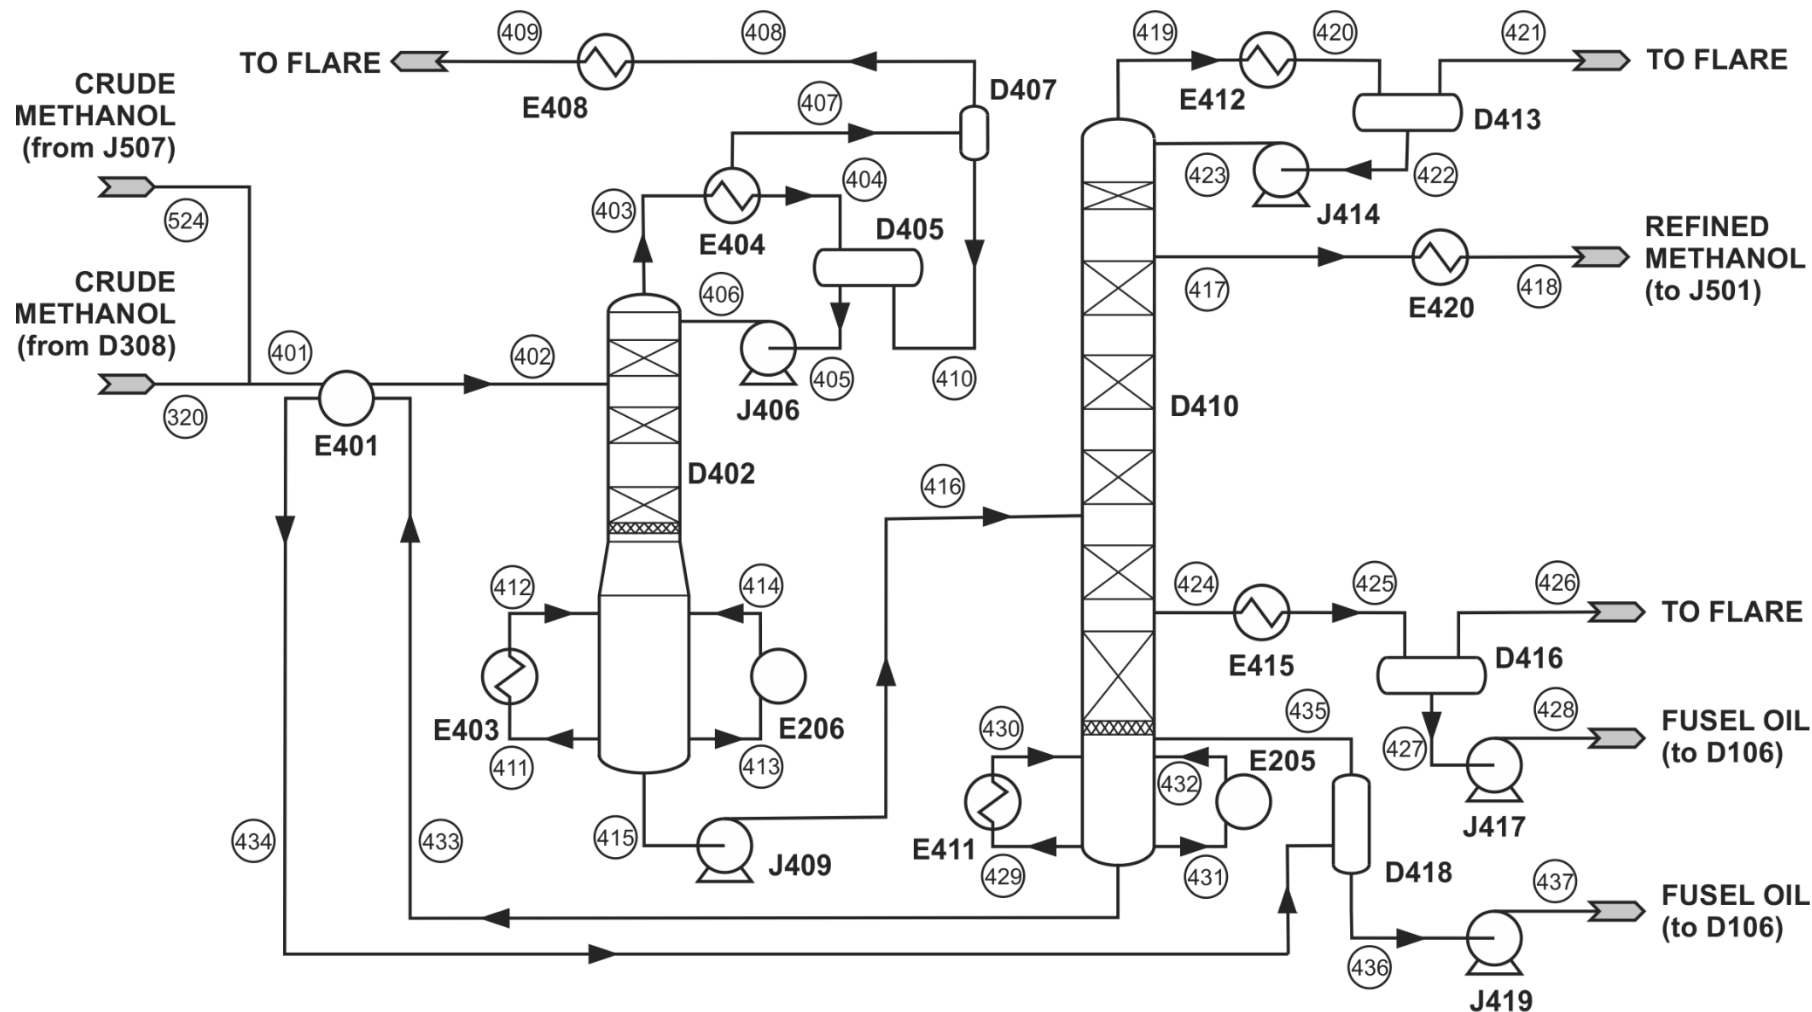 409
408
419
420
421
TO FLARE
TO FLARE
CRUDE
METHANOL
(from J507)
E408
D407
407
E412
D413
404
423
422
403
E404
D405
J414
524
406
417
REFINED
METHANOL
(to J501)
E420
418
CRUDE
METHANOL
(from D308)
401
402
405
410
320
J406
D410
E401
D402
416
412
414
424
425
426
TO FLARE
E415
D416
E403
E206
435
428
FUSEL OIL
(to D106)
430
427
411
413
E205
432
434
433
415
E411
J417
J409
429
431
D418
437
FUSEL OIL
(to D106)
436
J419